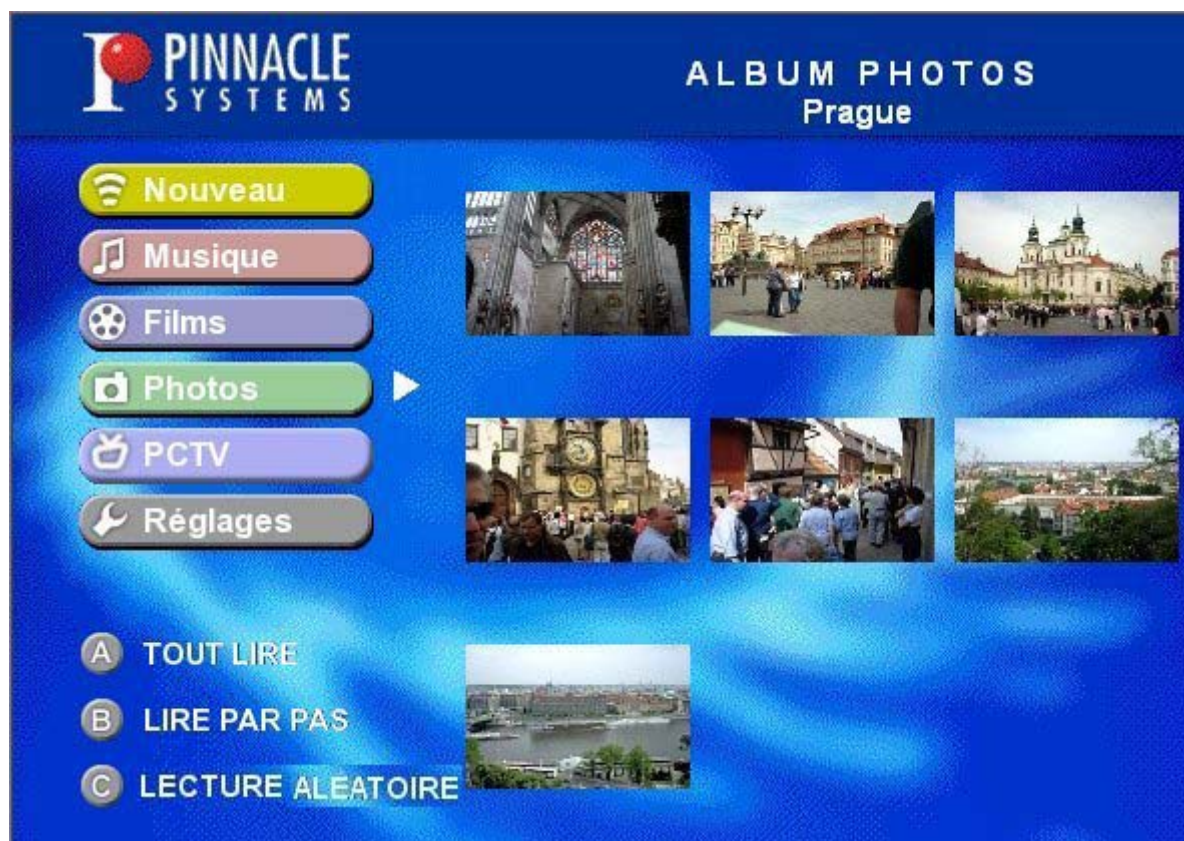 PINNACLE
SYSTEMS
ALBUM PHOTOS
Prague
Nouveau
Musique
Films
Photos
PCTV
Réglages
A TOUT LIRE
B LIRE PAR PAS
C LECTURE ALEATOIRE